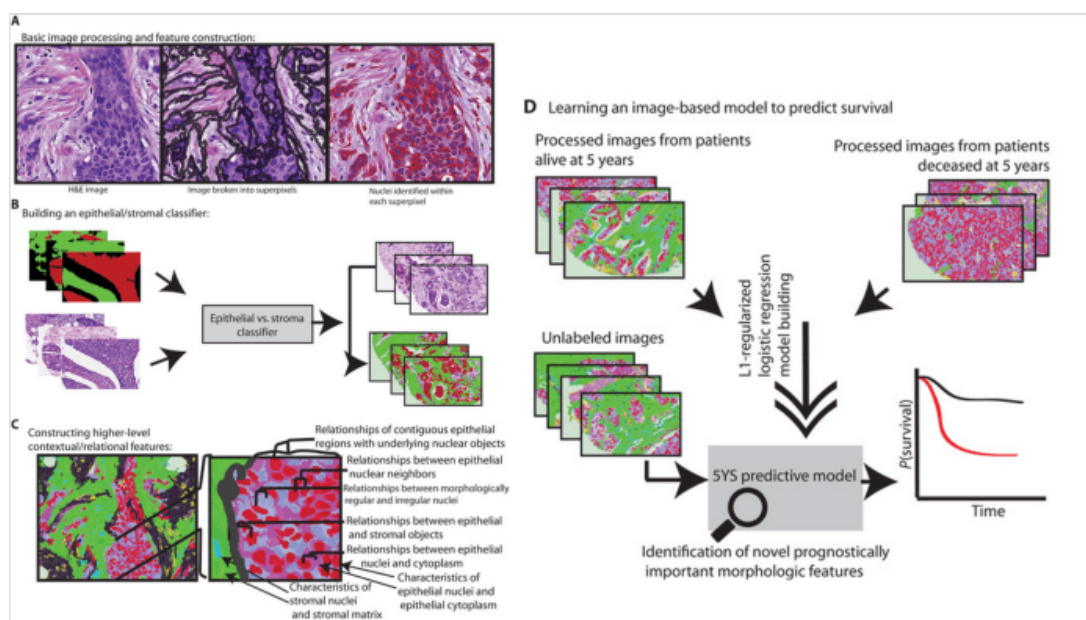 A
Basic image processing and feature construction:
H&E image
Image broken into superpixels
Nuclei identified within
each superpixel
B
Building an epithelial/stromal classifier:
Epithelial vs. stroma
classifier
C
Constructing higher-level
contextual/relational features:
Relationships of contiguous epithelial
regions with underlying nuclear objects
Relationships between epithelial
nuclear neighbors
Relationships between morphologically
regular and irregular nuclei
Relationships between epithelial
and stromal objects
Relationships between epithelial
nuclei and cytoplasm
Characteristics of
epithelial nuclei and
epithelial cytoplasm
Characteristics of
stromal nuclei
and stromal matrix
D Learning an image-based model to predict survival
Processed images from patients
alive at 5 years
Processed images from patients
deceased at 5 years
L1-regularized
logistic regression
model building
Unlabeled images
5YS predictive model
P(survival)
Time
Identification of novel prognostically
important morphologic features